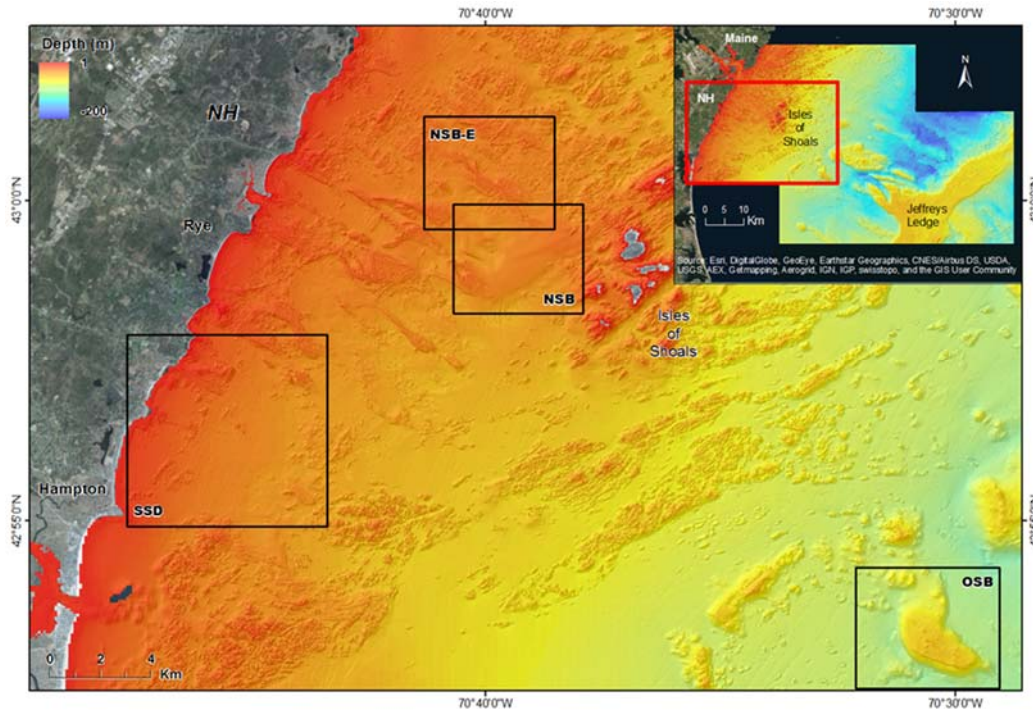 70°40'0"W
70°30'0"W
Depth (m)
1
-200
NH
NSB-E
Maine
NH
N
Isles
of
Shoals
0 5 10
Km
Jeffreys
Ledge
Source: Esri, DigitalGlobe, GeoEye, Earthstar Geographics, CNES/Airbus DS, USDA,
USGS, AEX, Getmapping, Aerogrid, IGN, IGP, swisstopo, and the GIS User Community
43°0'0"N
Rye
NSB
Isles
of
Shoals
Hampton
SSD
42°55'0"N
OSB
0 2 4
Km
70°40'0"W
70°30'0"W